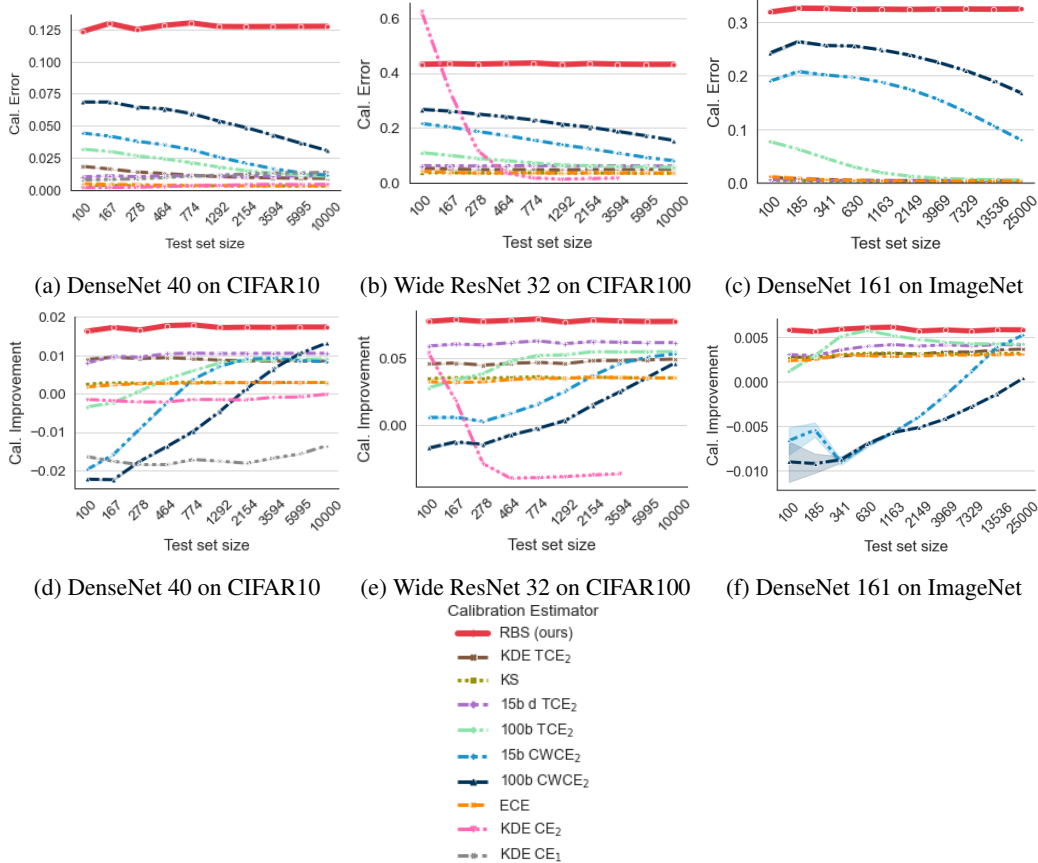 0.125
0.100
0.075
0.050
0.025
0.000
Cal. Error
100 167 278 464 774 1292 2154 3594 5995 10000
Test set size
0.6
0.4
0.2
0.0
Cal. Error
100 167 278 464 774 1292 2154 3594 5995 10000
Test set size
0.3
0.2
0.1
0.0
Cal. Error
100 185 341 630 1163 2149 3969 7329 13536 25000
Test set size
(a) DenseNet 40 on CIFAR10 (b) Wide ResNet 32 on CIFAR100 (c) DenseNet 161 on ImageNet
0.02
0.01
0.00
−0.01
−0.02
Cal. Improvement
100 167 278 464 774 1292 2154 3594 5995 10000
Test set size
0.05
0.00
Cal. Improvement
100 167 278 464 774 1292 2154 3594 5995 10000
Test set size
0.005
0.000
−0.005
−0.010
Cal. Improvement
100 185 341 630 1163 2149 3969 7329 13536 25000
Test set size
(d) DenseNet 40 on CIFAR10 (e) Wide ResNet 32 on CIFAR100 (f) DenseNet 161 on ImageNet
Calibration Estimator
RBS (ours)
KDE TCE₂
KS
15b d TCE₂
100b TCE₂
15b CWCE₂
100b CWCE₂
ECE
KDE CE₂
KDE CE₁